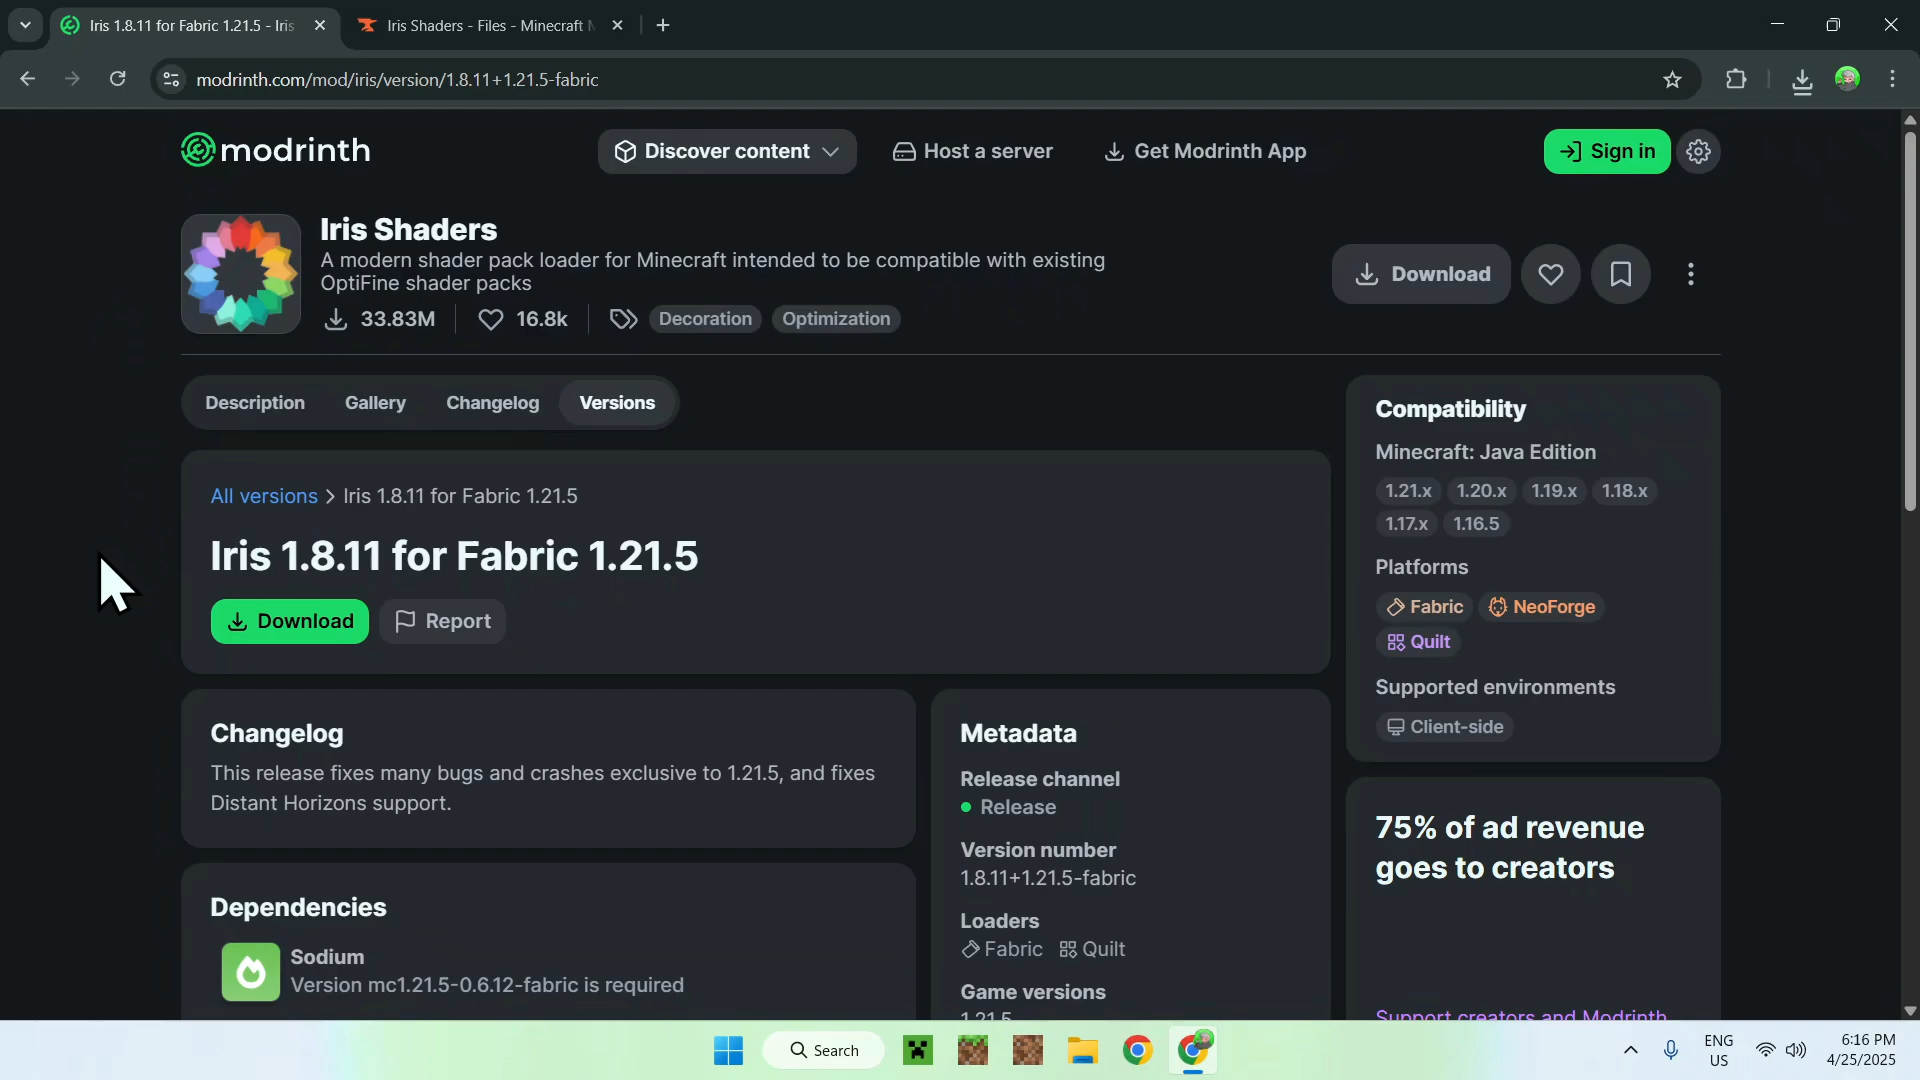 Iris 1.8.11 for Fabric 1.21.5 - Iris
Iris Shaders - Files - Minecraft M
modrinth.com/mod/iris/version/1.8.11+1.21.5-fabric
modrinth
Discover content
Host a server
Get Modrinth App
Sign in
Iris Shaders
A modern shader pack loader for Minecraft intended to be compatible with existing
OptiFine shader packs
33.83M
16.8k
Decoration
Optimization
Download
Description
Gallery
Changelog
Versions
All versions > Iris 1.8.11 for Fabric 1.21.5
Iris 1.8.11 for Fabric 1.21.5
Download
Report
Changelog
This release fixes many bugs and crashes exclusive to 1.21.5, and fixes
Distant Horizons support.
Dependencies
Sodium
Version mc1.21.5-0.6.12-fabric is required
Metadata
Release channel
Release
Version number
1.8.11+1.21.5-fabric
Loaders
Fabric Quilt
Game versions
1.21.5
Compatibility
Minecraft: Java Edition
1.21.x 1.20.x 1.19.x 1.18.x
1.17.x 1.16.5
Platforms
Fabric NeoForge
Quilt
Supported environments
Client-side
75% of ad revenue
goes to creators
Support creators and Modrinth
Search
ENG
US
6:16 PM
4/25/2025